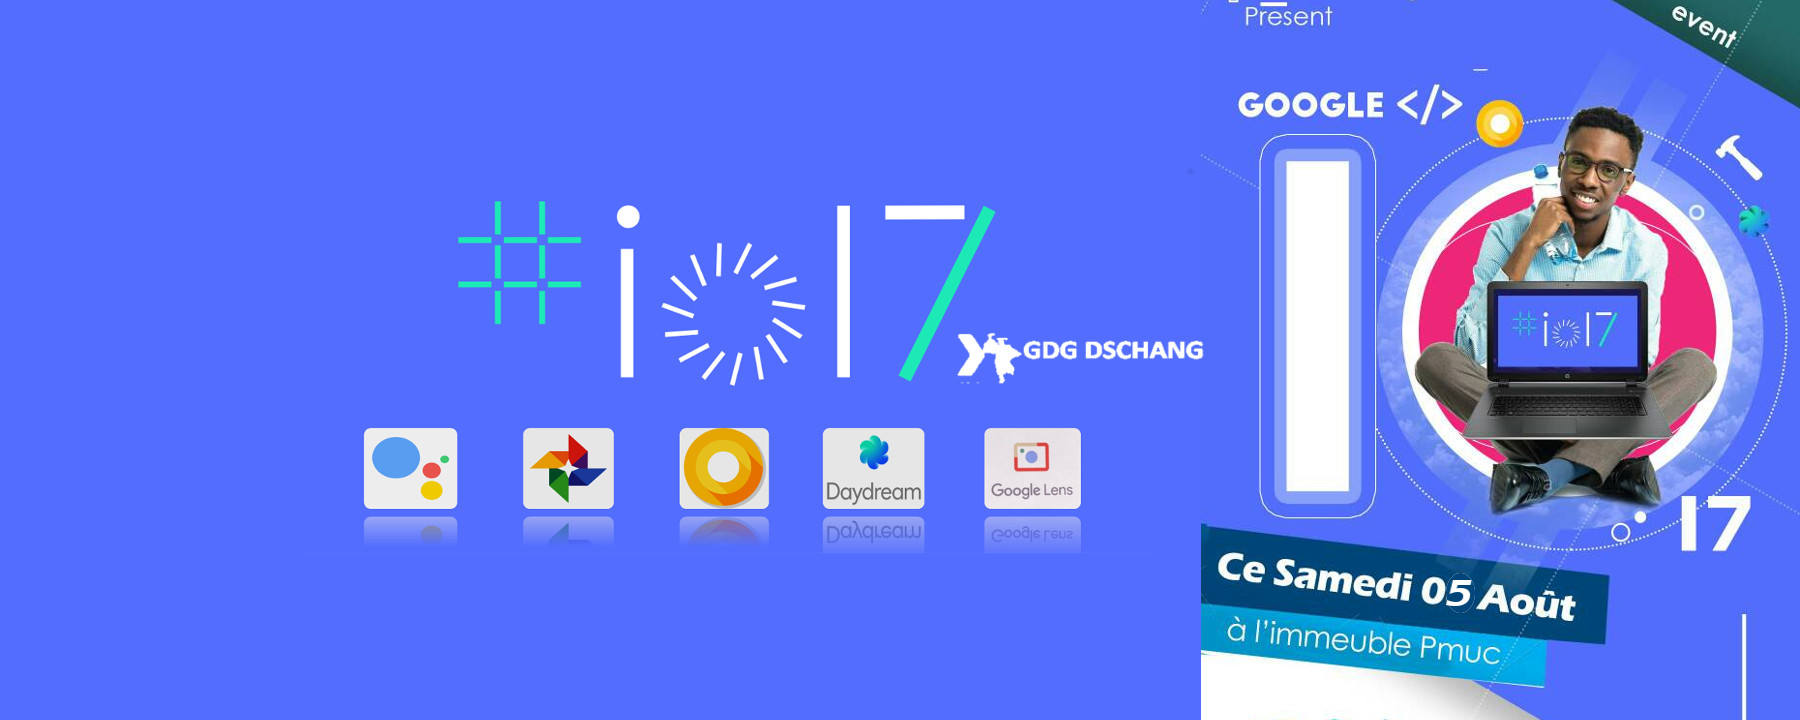 #io17
GDG DSCHANG
Daydream
Google Lens
Present
event
GOOGLE </>
I
#io17
17
Ce Samedi 05 Août
à l'immeuble Pmuc